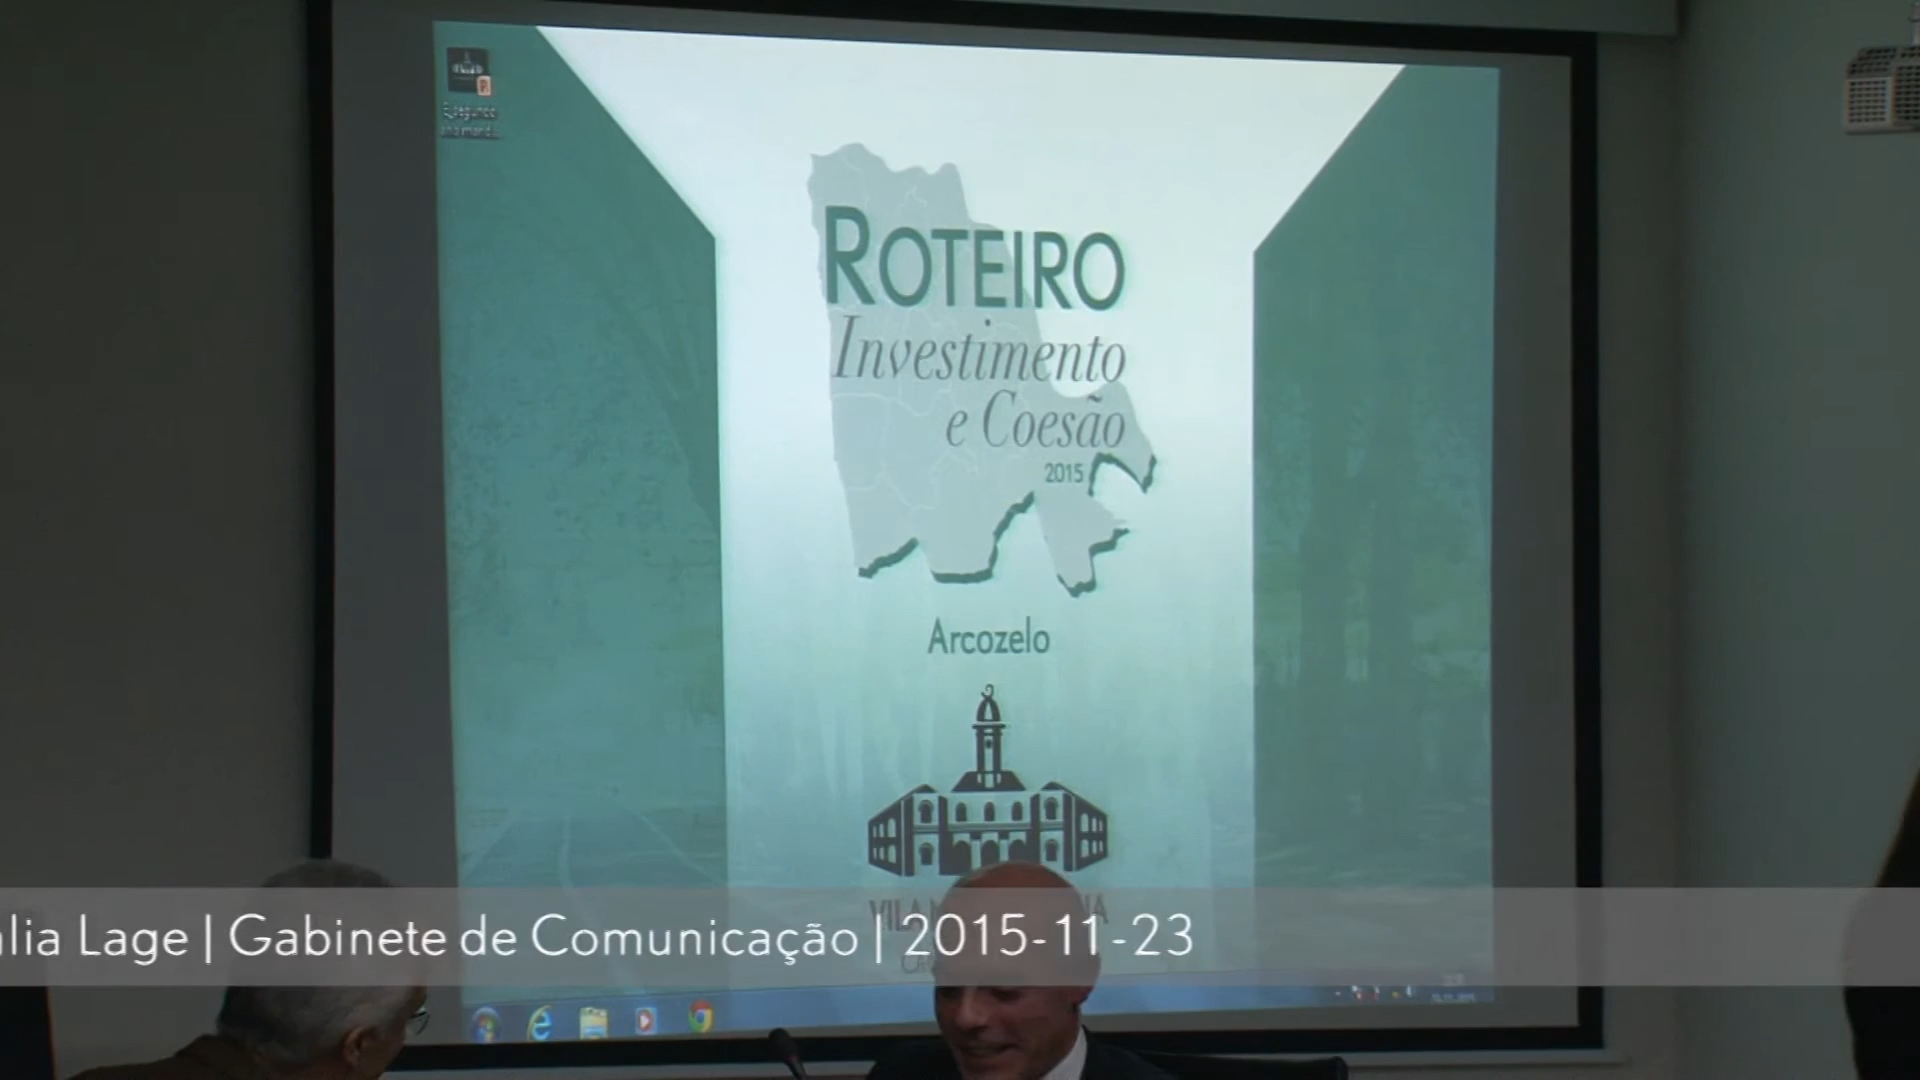 ROTEIRO
Investimento
e Coesão
2015
Arcozelo
lia Lage | Gabinete de Comunicação | 2015-11-23